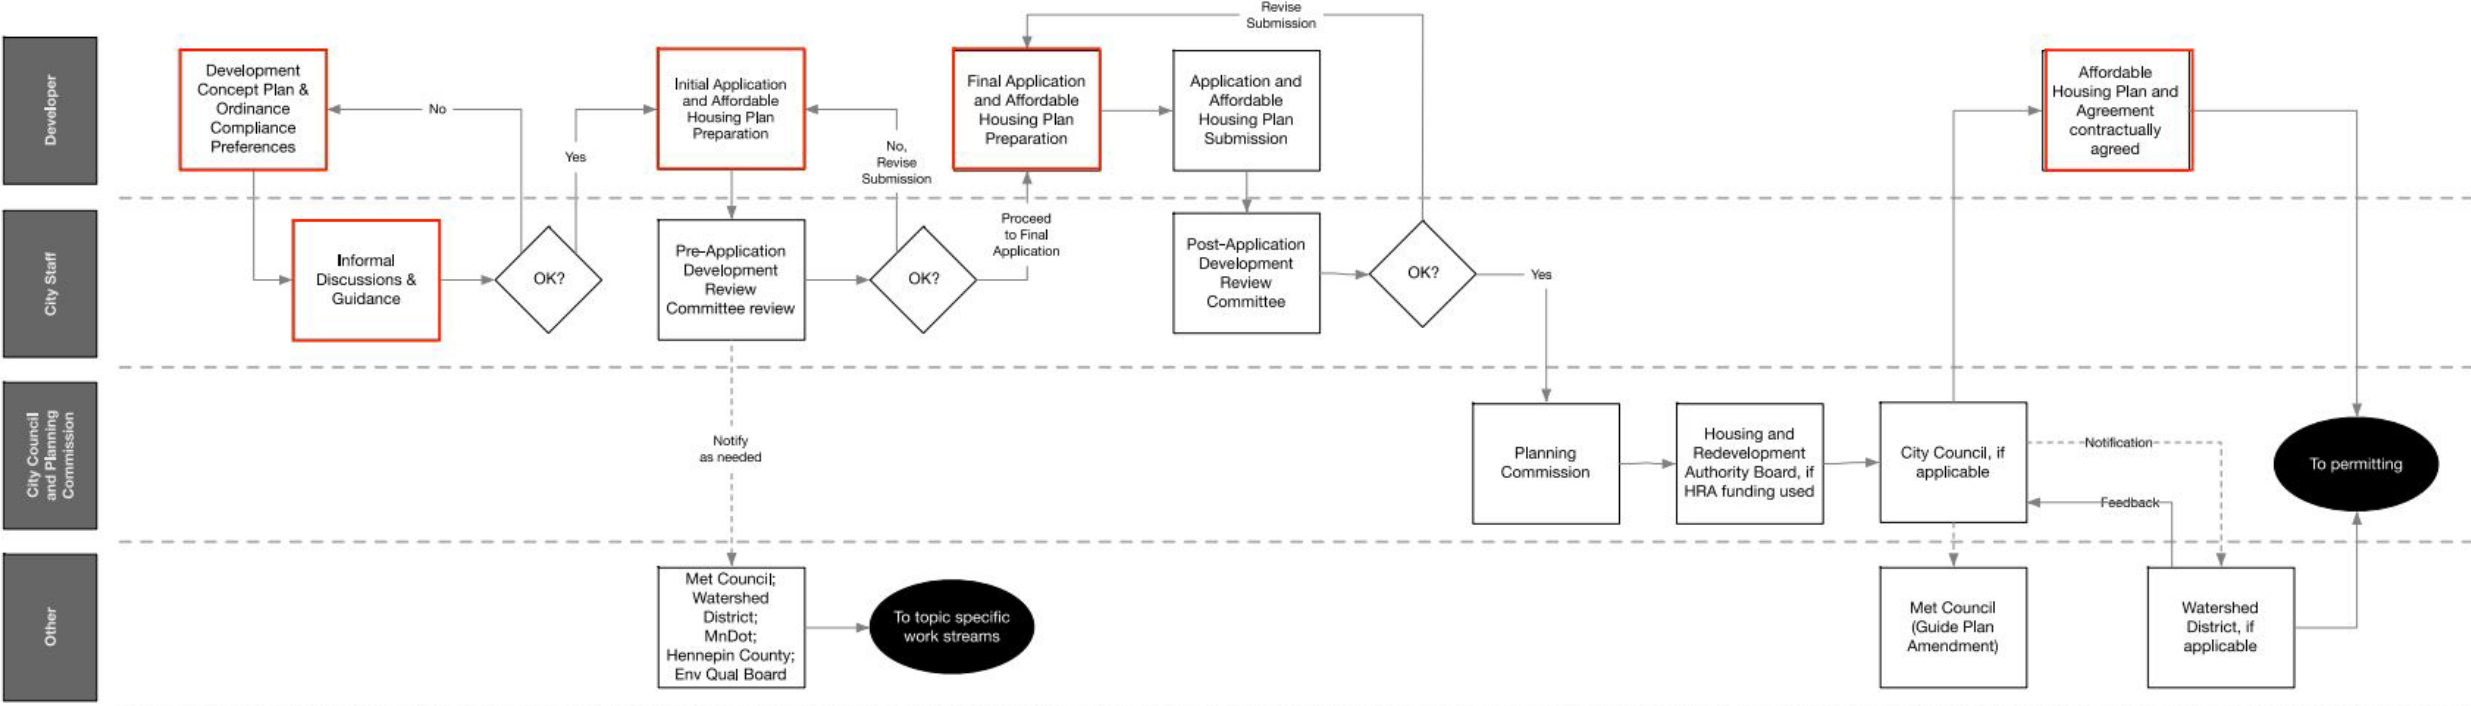 Revise
Submission
Developer
Development
Concept Plan &
Ordinance
Compliance
Preferences
No
Yes
Initial Application
and Affordable
Housing Plan
Preparation
No,
Revise
Submission
Final Application
and Affordable
Housing Plan
Preparation
Application and
Affordable
Housing Plan
Submission
Affordable
Housing Plan and
Agreement
contractually
agreed
City Staff
Informal
Discussions &
Guidance
OK?
Pre-Application
Development
Review
Committee review
OK?
Proceed
to Final
Application
Post-Application
Development
Review
Committee
OK?
Yes
City Council
and Planning
Commission
Notify
as needed
Planning
Commission
Housing and
Redevelopment
Authority Board, if
HRA funding used
City Council, if
applicable
Notification
Feedback
To permitting
Other
Met Council;
Watershed
District;
MnDot;
Hennepin County;
Env Qual Board
To topic specific
work streams
Met Council
(Guide Plan
Amendment)
Watershed
District, if
applicable